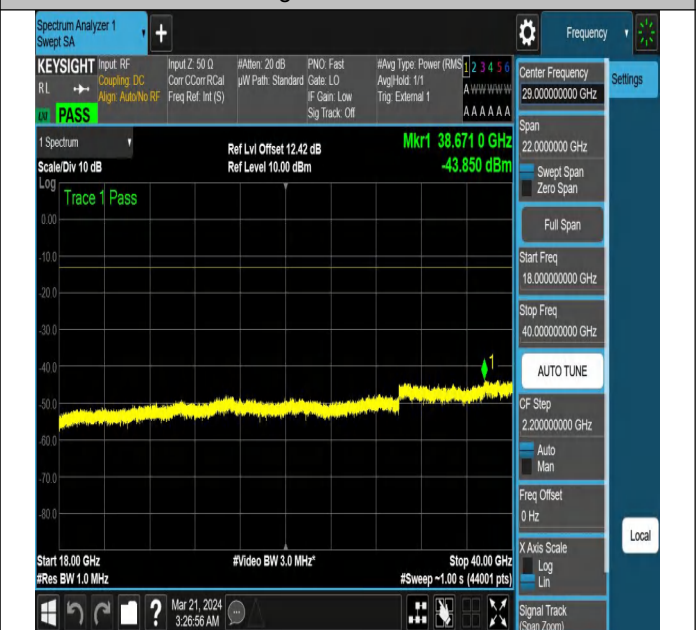 Spectrum Analyzer 1
Swept SA
+
Frequency
KEYSIGHT
RL
LXI
PASS
Input: RF
Coupling: DC
Align: Auto/No RF
Input Z: 50 Ω
Corr CCorr RCal
Freq Ref: Int (S)
#Atten: 20 dB
µW Path: Standard
PNO: Fast
Gate: LO
IF Gain: Low
Sig Track: Off
#Avg Type: Power (RMS
Avg|Hold: 1/1
Trig: External 1
1 2 3 4 5 6
A W W W W W
A A A A A A
1 Spectrum
Scale/Div 10 dB
Ref Lvl Offset 12.42 dB
Ref Level 10.00 dBm
Mkr1 38.671 0 GHz
-43.850 dBm
Log
Trace 1 Pass
0.00
-10.0
-20.0
-30.0
-40.0
-50.0
-60.0
-70.0
-80.0
1
Start 18.00 GHz
#Res BW 1.0 MHz
#Video BW 3.0 MHz*
Stop 40.00 GHz
#Sweep ~1.00 s (44001 pts)
Mar 21, 2024
3:26:56 AM
Center Frequency
29.000000000 GHz
Settings
Span
22.0000000 GHz
Swept Span
Zero Span
Full Span
Start Freq
18.000000000 GHz
Stop Freq
40.000000000 GHz
AUTO TUNE
CF Step
2.200000000 GHz
Auto
Man
Freq Offset
0 Hz
X Axis Scale
Log
Lin
Signal Track
(Span Zoom)
Local